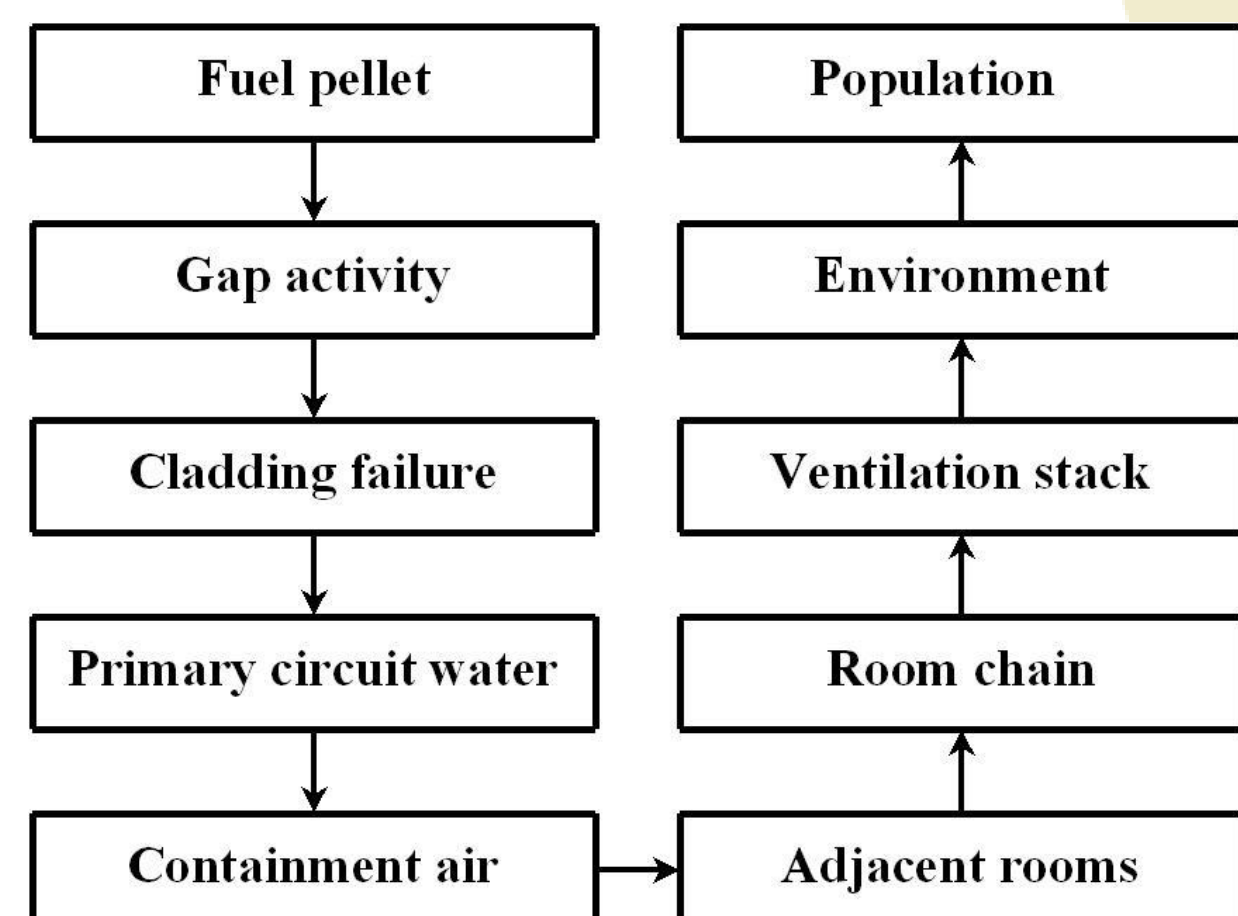 Fuel pellet
Gap activity
Cladding failure
Primary circuit water
Containment air
Adjacent rooms
Room chain
Ventilation stack
Environment
Population